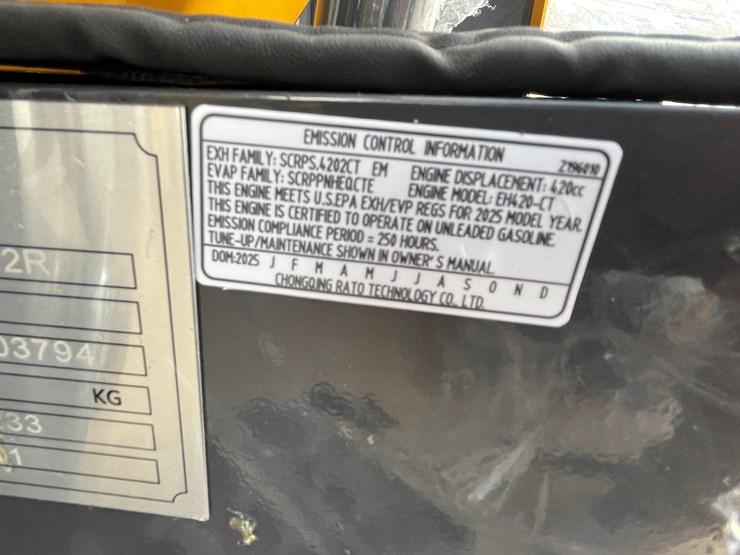 EMISSION CONTROL INFORMATION
Z196010
EXH FAMILY: SCRPS.4202CT EM ENGINE DISPLACEMENT: 420cc
EVAP FAMILY: SCRPPNHEQCTE ENGINE MODEL: EH420-CT
THIS ENGINE MEETS U.S.EPA EXH/EVP REGS FOR 2025 MODEL YEAR.
THIS ENGINE IS CERTIFIED TO OPERATE ON UNLEADED GASOLINE.
EMISSION COMPLIANCE PERIOD = 250 HOURS.
TUNE-UP/MAINTENANCE SHOWN IN OWNER'S MANUAL.
DOM:2025 J F M A M J J A S O N D
CHONGQING RATO TECHNOLOGY CO., LTD.
2R
03794
KG
233
01